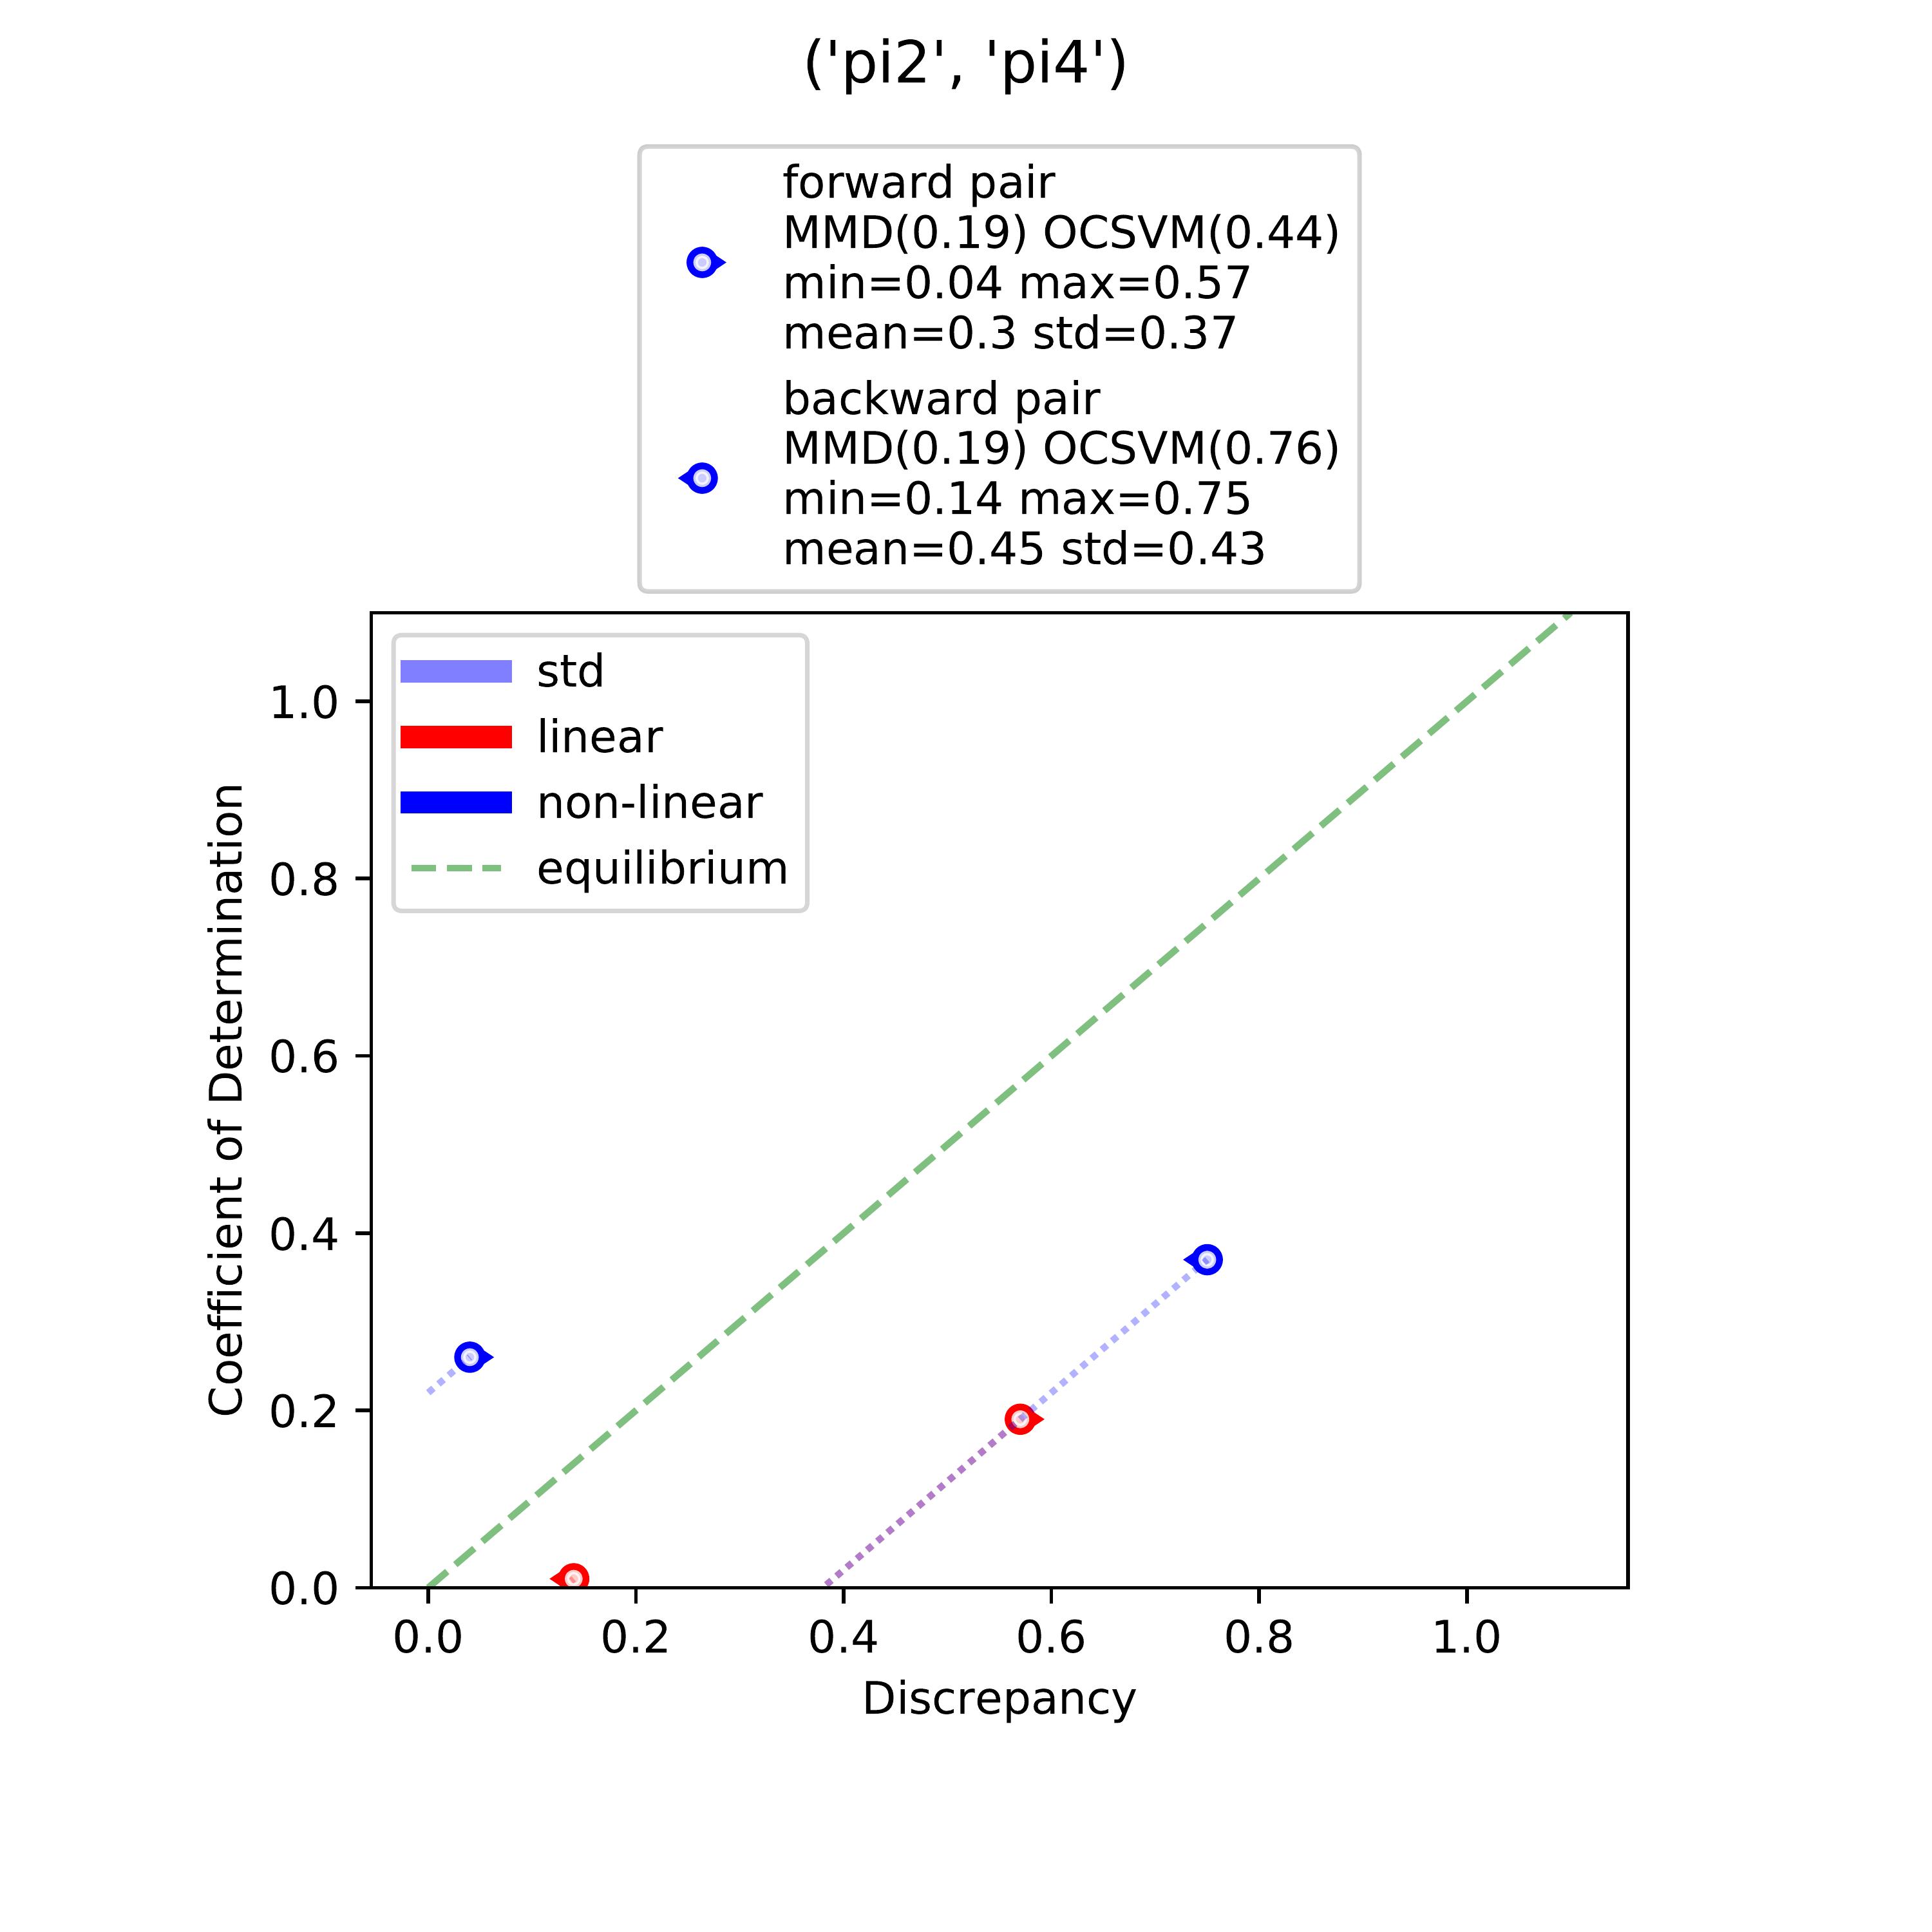 ('pi2', 'pi4')
forward pair
MMD(0.19) OCSVM(0.44)
min=0.04 max=0.57
mean=0.3 std=0.37
backward pair
MMD(0.19) OCSVM(0.76)
min=0.14 max=0.75
mean=0.45 std=0.43
std
linear
non-linear
equilibrium
Coefficient of Determination
1.0
0.8
0.6
0.4
0.2
0.0
0.0 0.2 0.4 0.6 0.8 1.0
Discrepancy